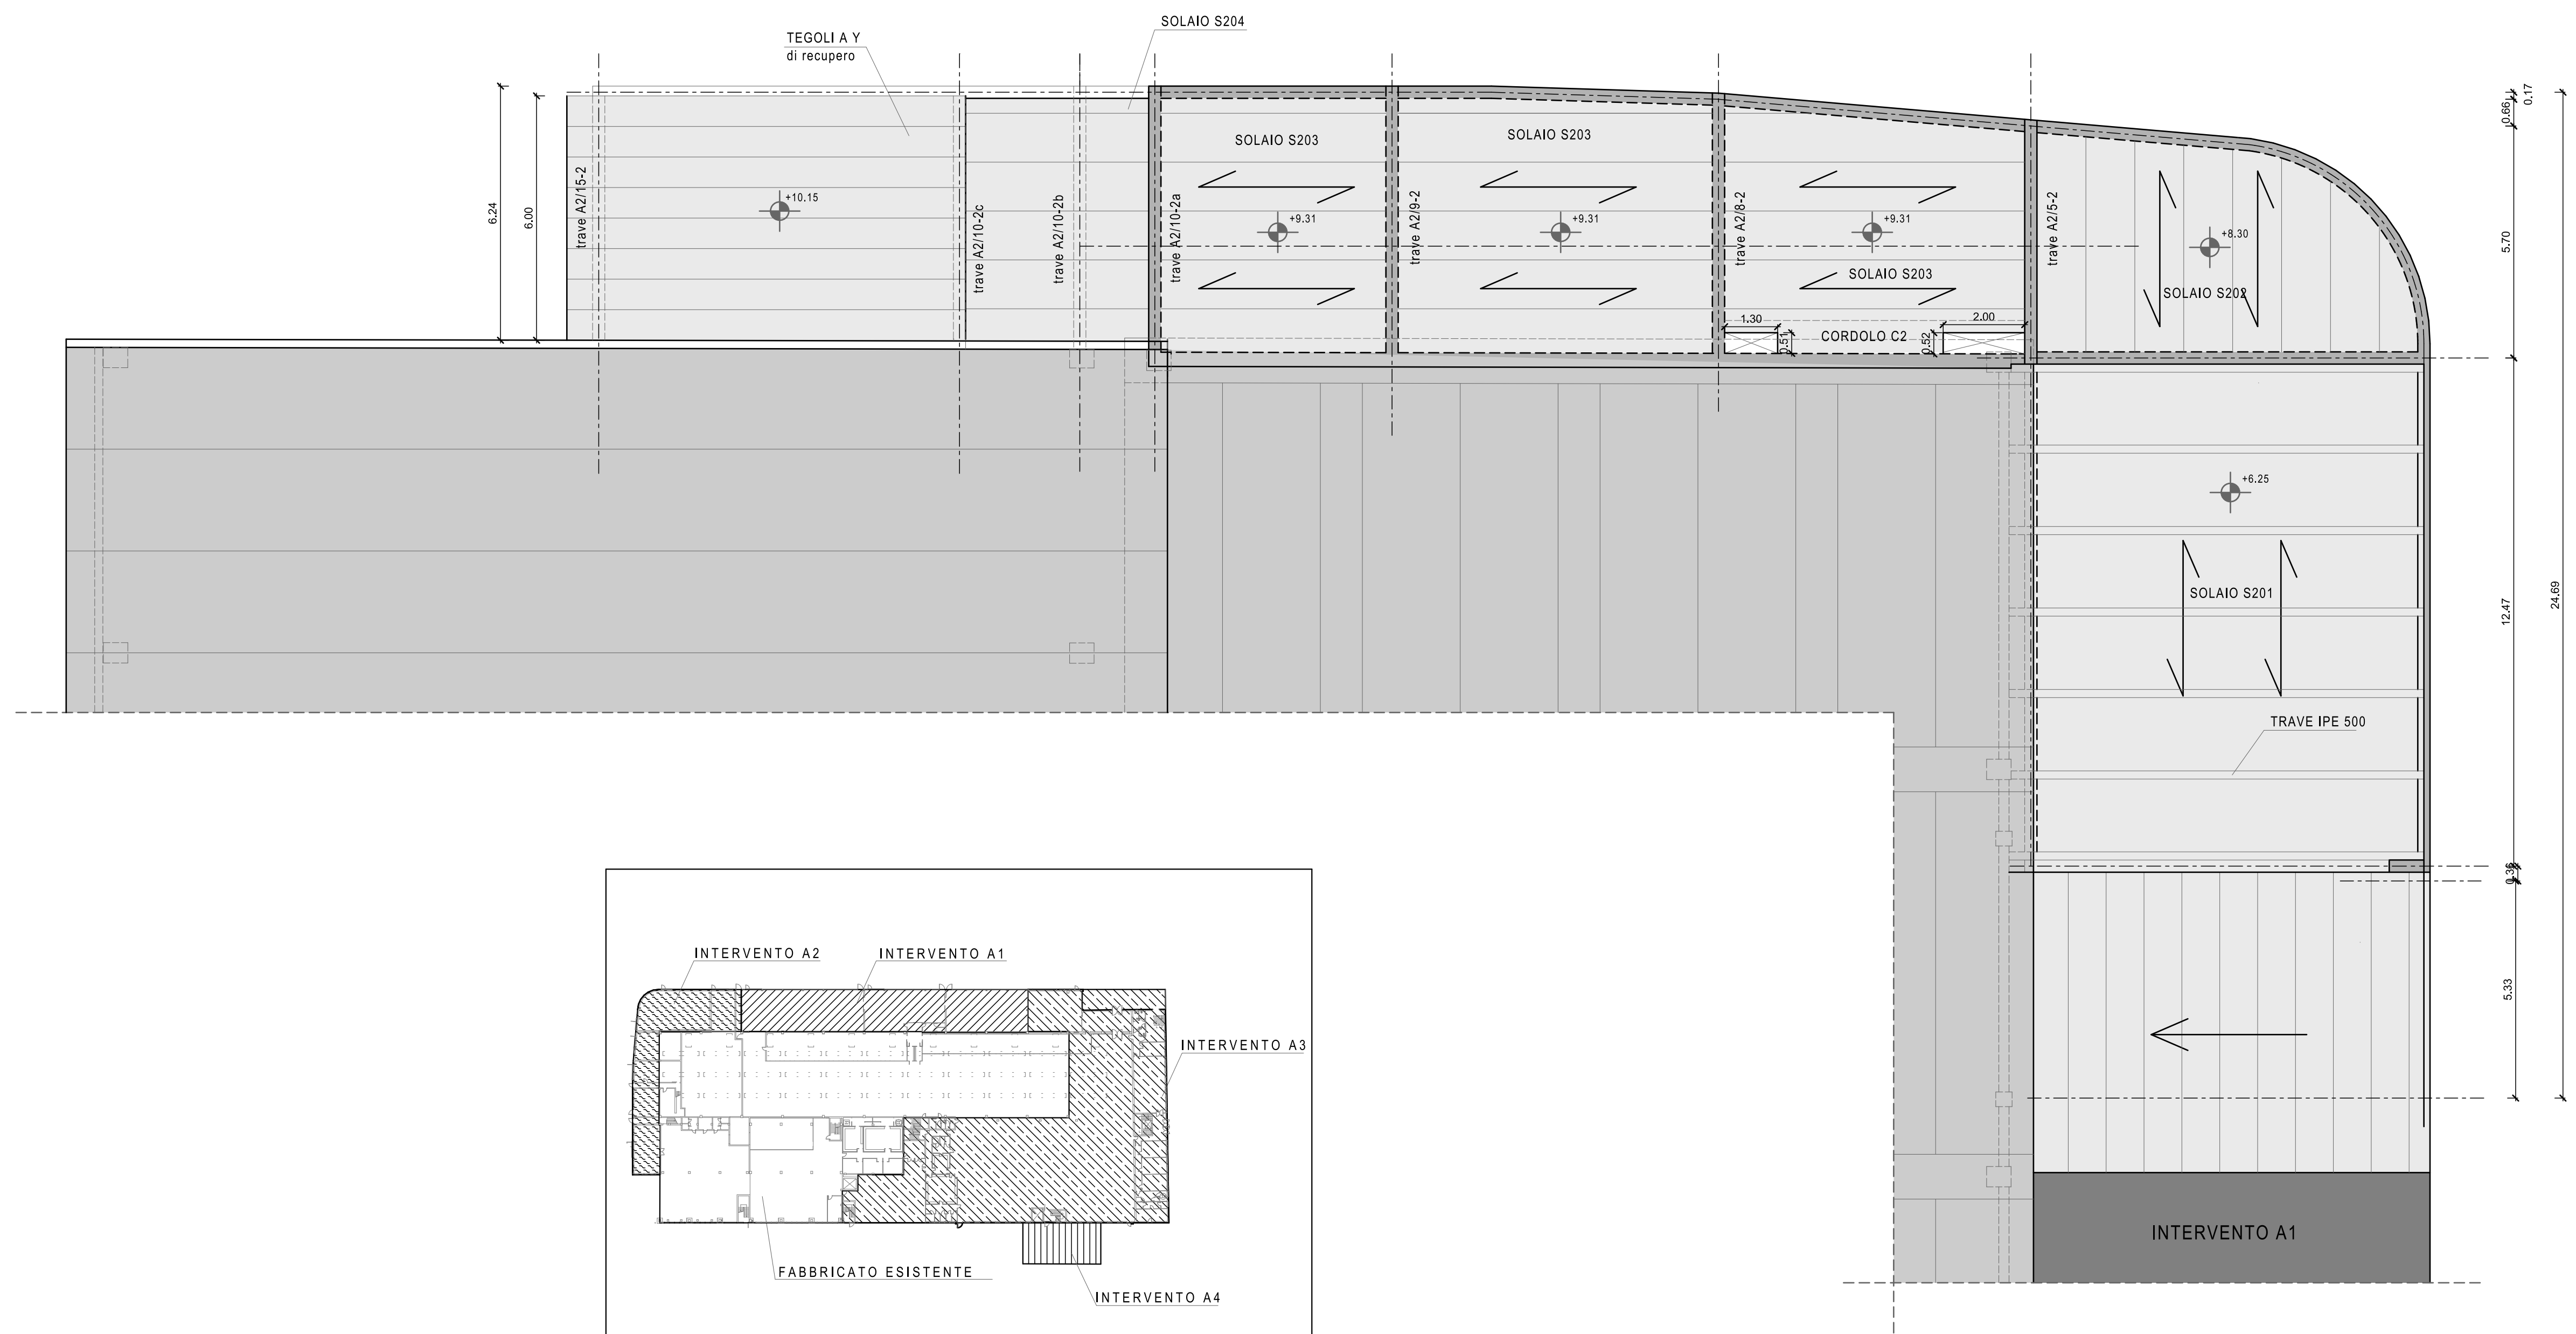 SOLAIO S204
TEGOLI A Y
di recupero
6.24
6.00
trave A2/15-2
+10.15
trave A2/10-2c
trave A2/10-2b
trave A2/10-2a
SOLAIO S203
+9.31
trave A2/9-2
SOLAIO S203
+9.31
trave A2/8-2
+9.31
SOLAIO S203
1.30
0.51
CORDOLO C2
2.00
0.52
trave A2/5-2
+8.30
SOLAIO S202
0.17
0.66
5.70
+6.25
SOLAIO S201
12.47
24.69
TRAVE IPE 500
0.36
5.33
INTERVENTO A1
INTERVENTO A2
INTERVENTO A1
INTERVENTO A3
FABBRICATO ESISTENTE
INTERVENTO A4